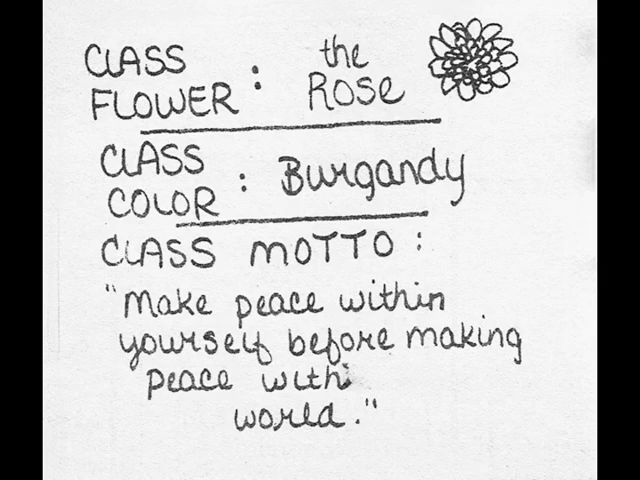 CLASS FLOWER : the Rose
CLASS COLOR : Burgandy
CLASS MOTTO :
"Make peace within
yourself before making
peace with
world."